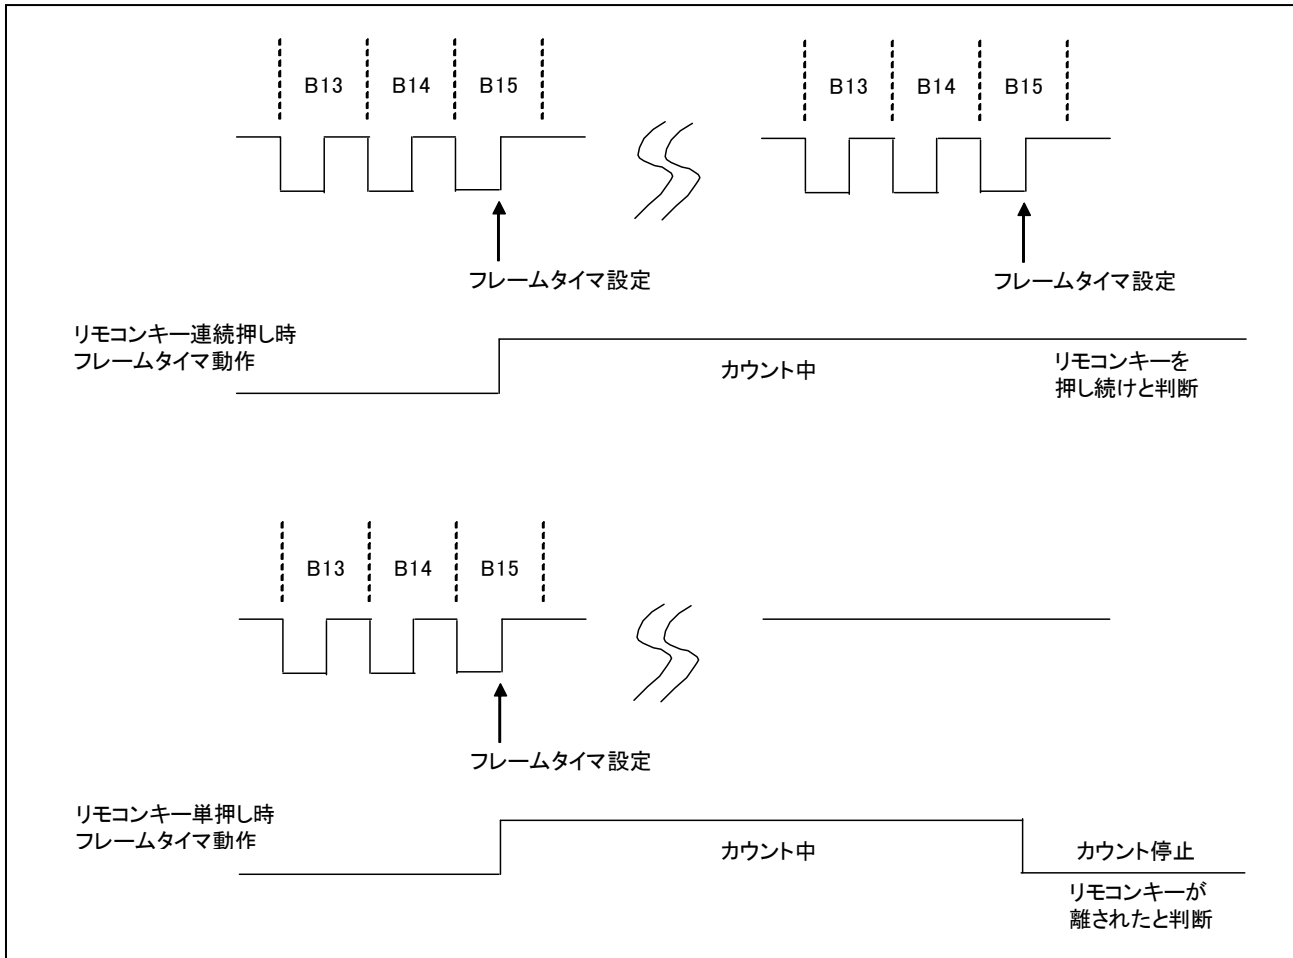 B13 B14 B15
B13 B14 B15
フレームタイマ設定
フレームタイマ設定
リモコンキー連続押し時
フレームタイマ動作
カウント中
リモコンキーを
押し続けと判断
B13 B14 B15
フレームタイマ設定
リモコンキー単押し時
フレームタイマ動作
カウント中
カウント停止
リモコンキーが
離されたと判断